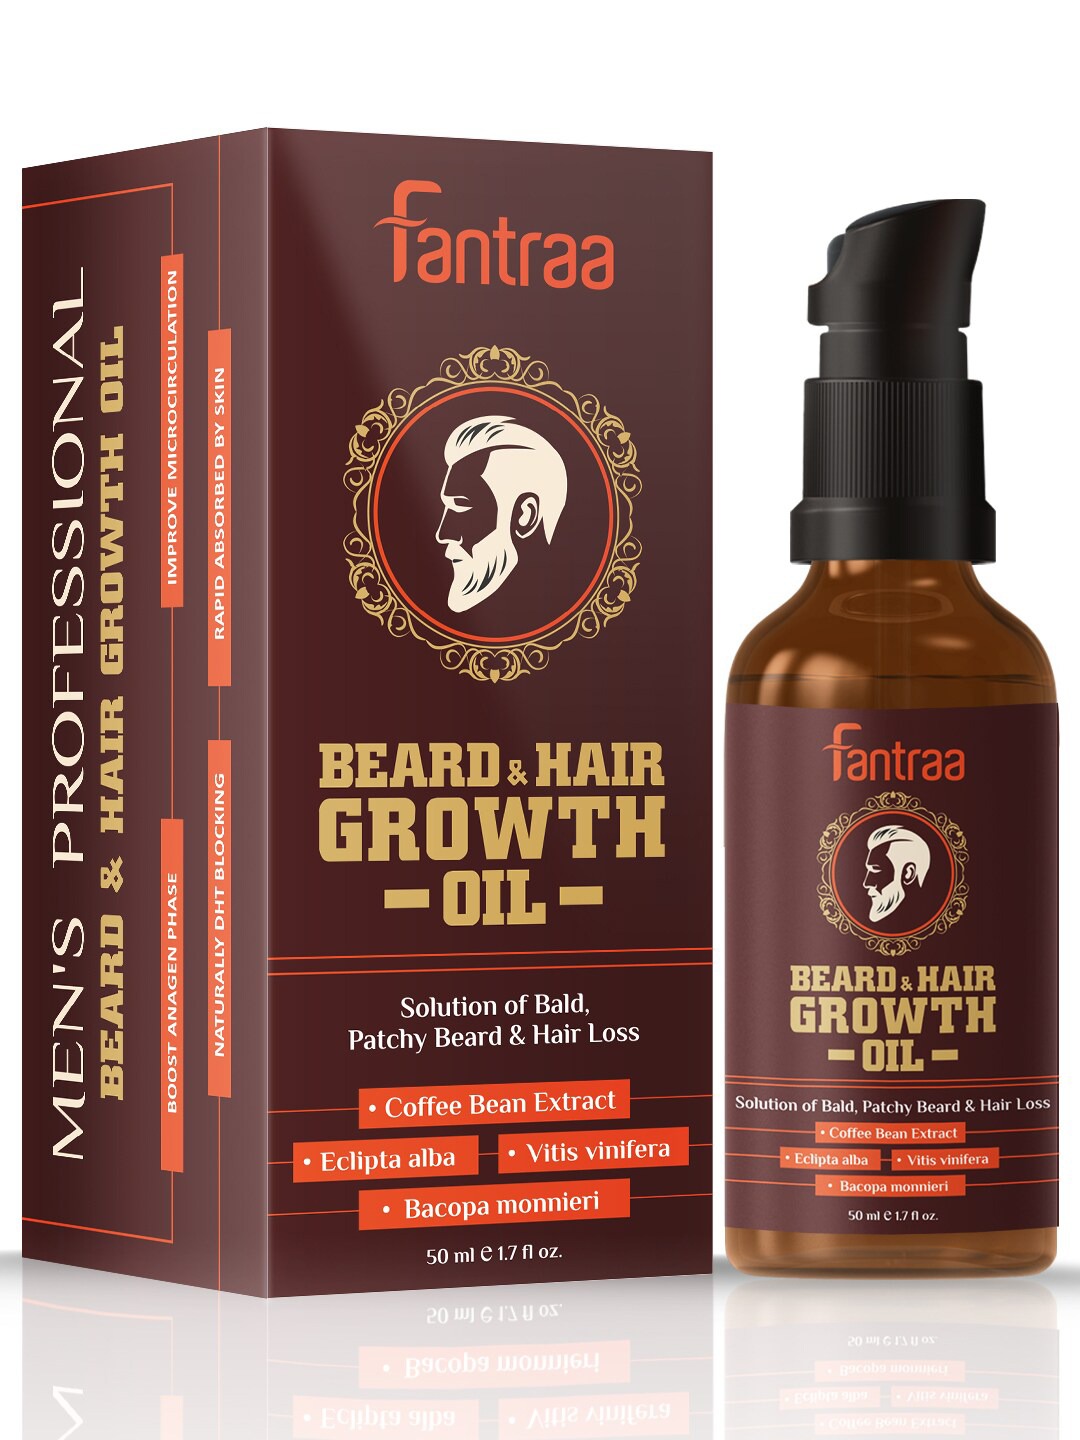 MEN'S PROFESSIONAL
BEARD & HAIR GROWTH OIL
IMPROVE MICROCIRCULATION
BOOST ANAGEN PHASE
RAPID ABSORBED BY SKIN
NATURALLY DHT BLOCKING
Fantraa
BEARD & HAIR
GROWTH
- OIL -
Solution of Bald,
Patchy Beard & Hair Loss
• Coffee Bean Extract
• Eclipta alba • Vitis vinifera
• Bacopa monnieri
50 ml ℮ 1.7 fl oz.
Fantraa
BEARD & HAIR
GROWTH
- OIL -
Solution of Bald, Patchy Beard & Hair Loss
• Coffee Bean Extract
• Eclipta alba • Vitis vinifera
• Bacopa monnieri
50 ml ℮ 1.7 fl oz.